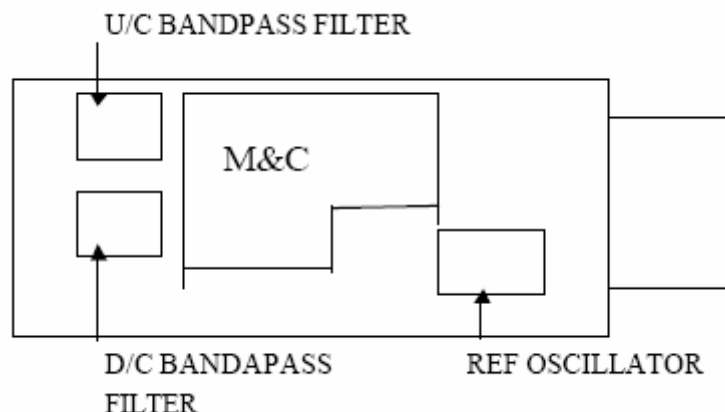 U/C BANDPASS FILTER
M&C
D/C BANDAPASS
FILTER
REF OSCILLATOR